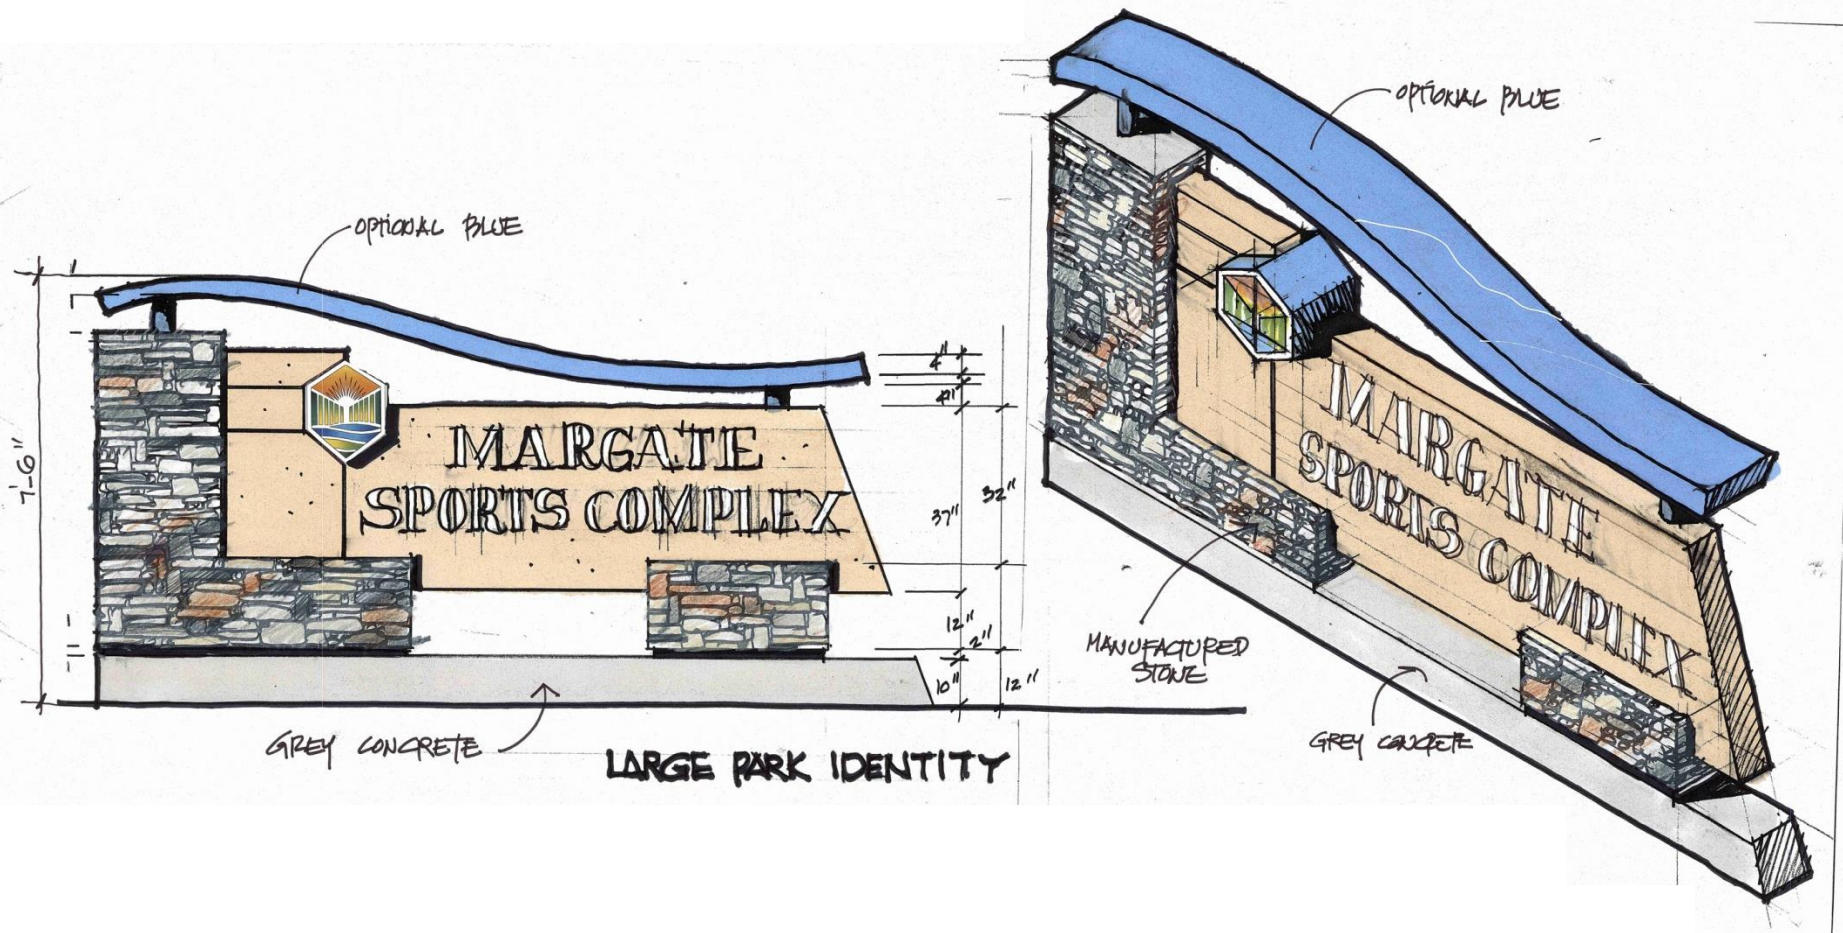 OPTIONAL BLUE
7'-6"
MARGATE
SPORTS COMPLEX
4"
4"
32"
37"
12"
2"
10"
12"
GREY CONCRETE
LARGE PARK IDENTITY
OPTIONAL BLUE
MARGATE
SPORTS COMPLEX
MANUFACTURED
STONE
GREY CONCRETE